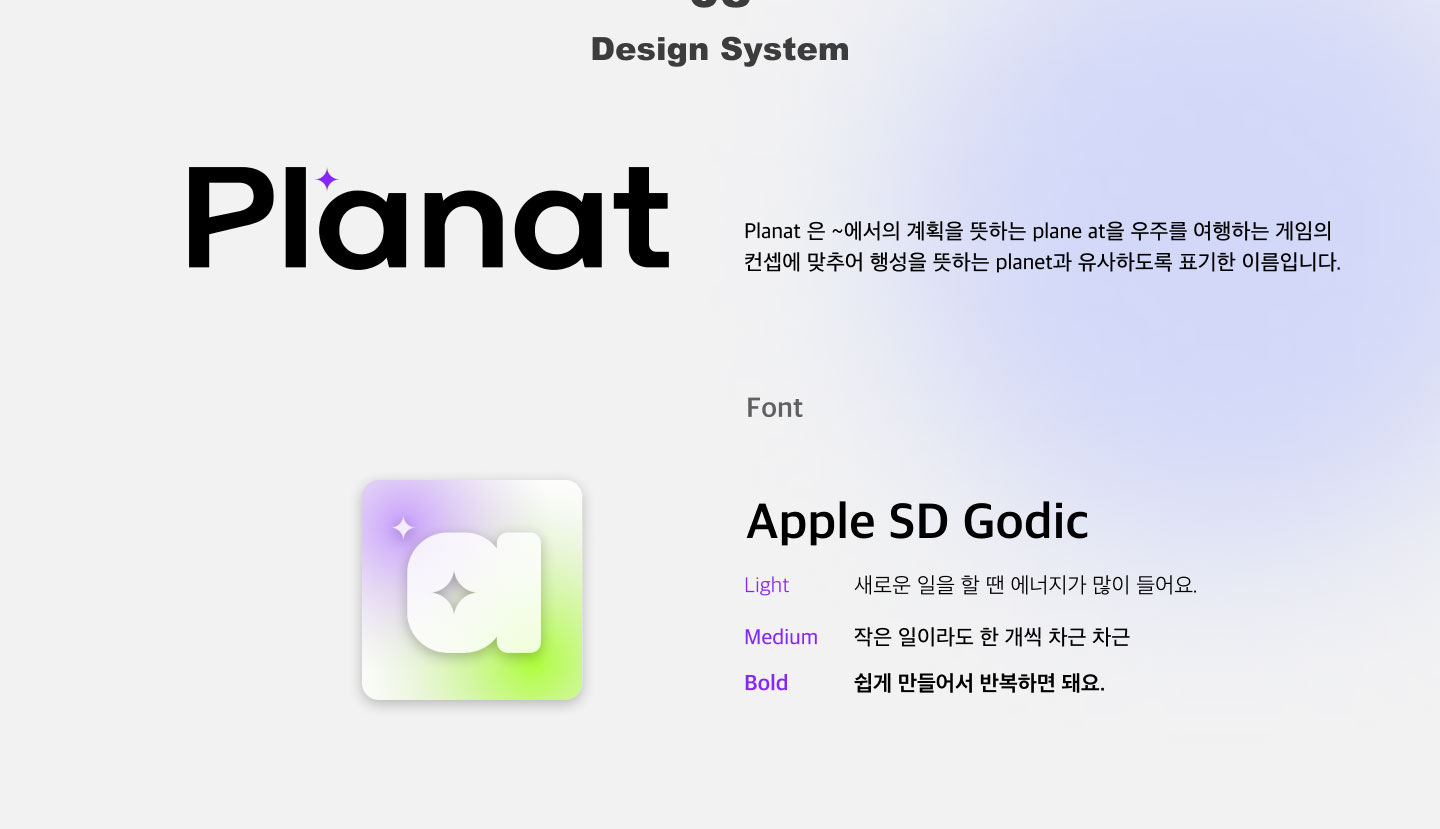 Design System
Planat
Planat 은 ~에서의 계획을 뜻하는 plane at을 우주를 여행하는 게임의
컨셉에 맞추어 행성을 뜻하는 planet과 유사하도록 표기한 이름입니다.
Font
a
Apple SD Godic
Light 새로운 일을 할 땐 에너지가 많이 들어요.
Medium 작은 일이라도 한 개씩 차근 차근
Bold 쉽게 만들어서 반복하면 돼요.